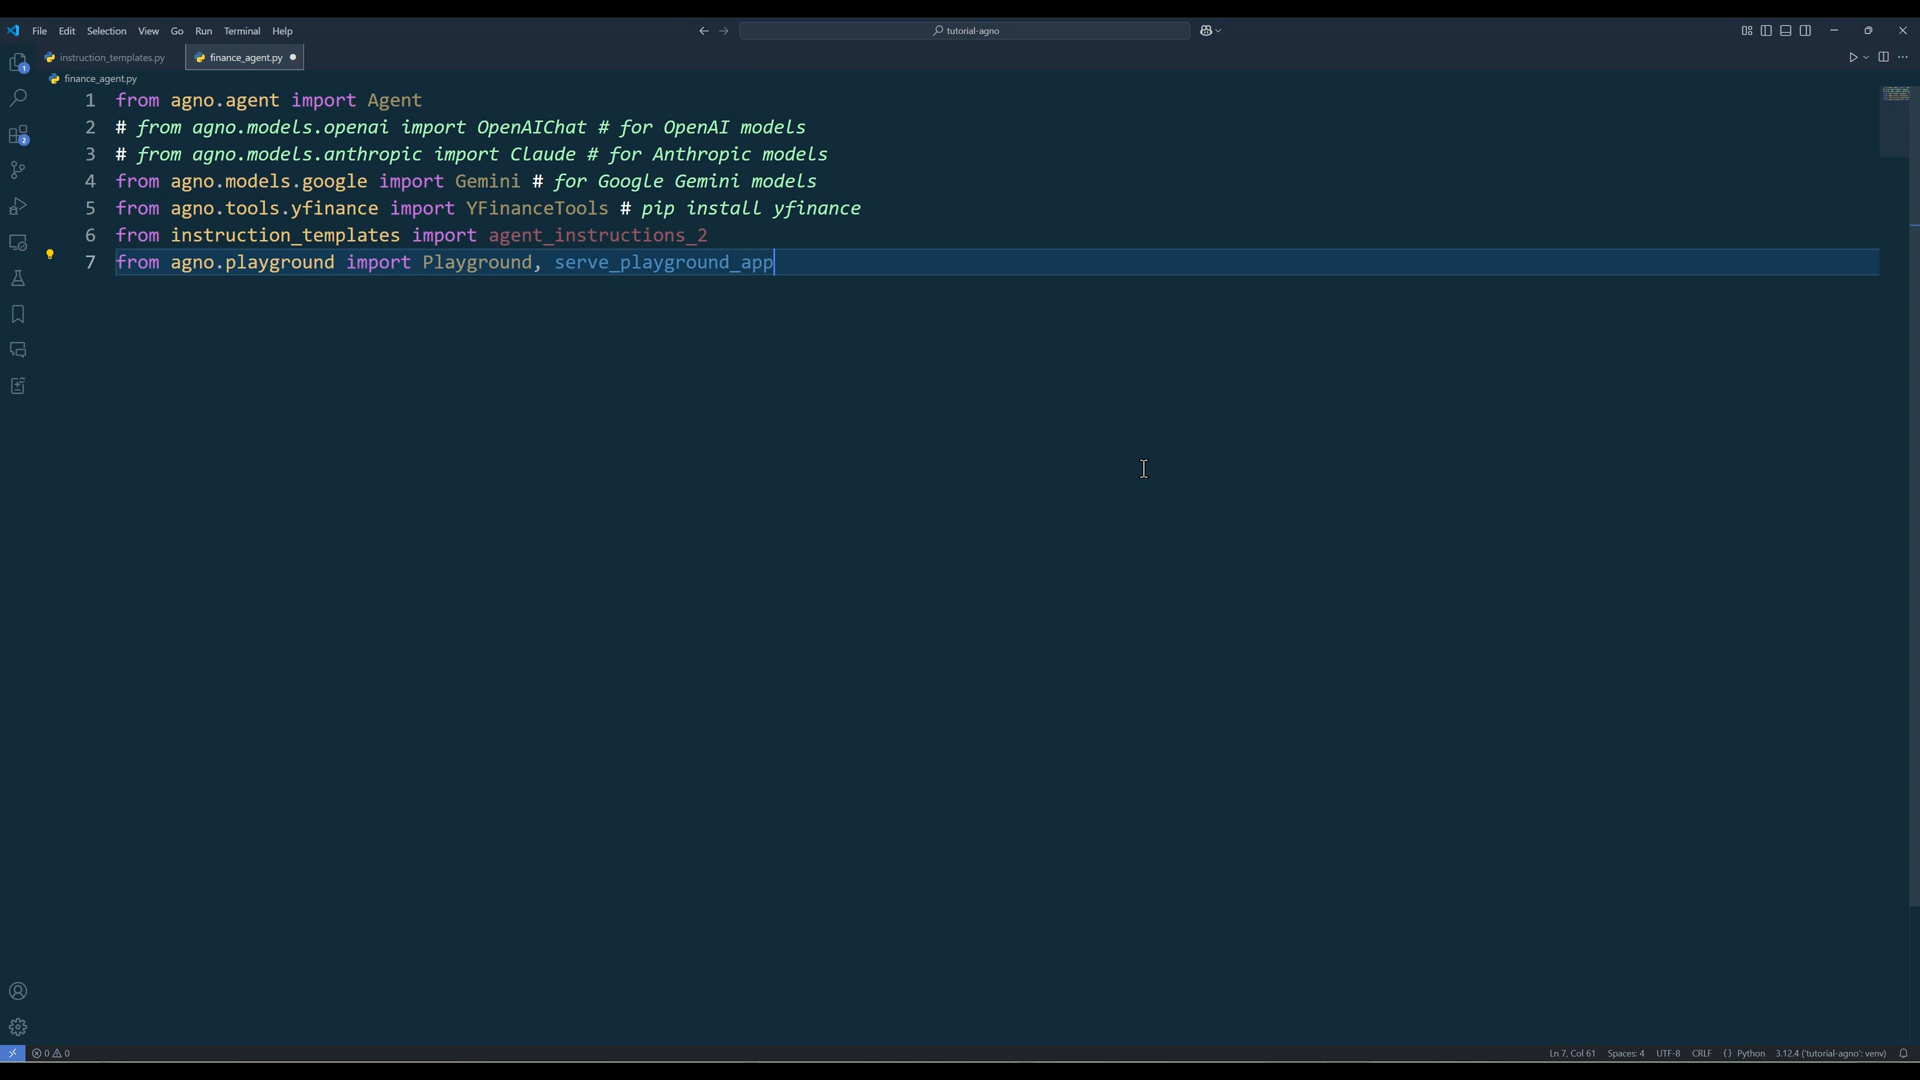 File Edit Selection View Go Run Terminal Help
tutorial-agno
instruction_templates.py
finance_agent.py
finance_agent.py
1 from agno.agent import Agent
2 # from agno.models.openai import OpenAIChat # for OpenAI models
3 # from agno.models.anthropic import Claude # for Anthropic models
4 from agno.models.google import Gemini # for Google Gemini models
5 from agno.tools.yfinance import YFinanceTools # pip install yfinance
6 from instruction_templates import agent_instructions_2
7 from agno.playground import Playground, serve_playground_app
1
2
0 0
Ln 7, Col 61 Spaces: 4 UTF-8 CRLF {} Python 3.12.4 ('tutorial-agno': venv)